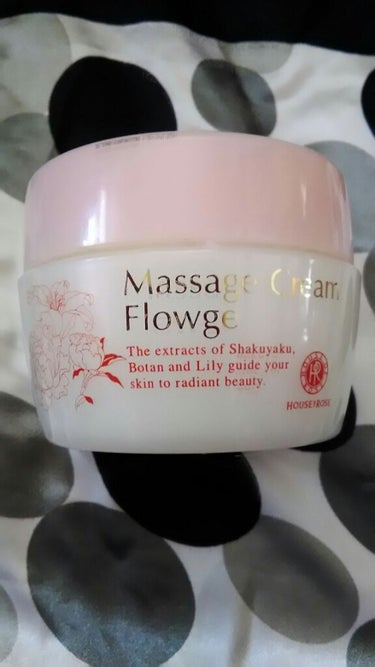 Massage Cream
Flowge
The extracts of Shakuyaku,
Botan and Lily guide your
skin to radiant beauty.
HOUSE OF ROSE